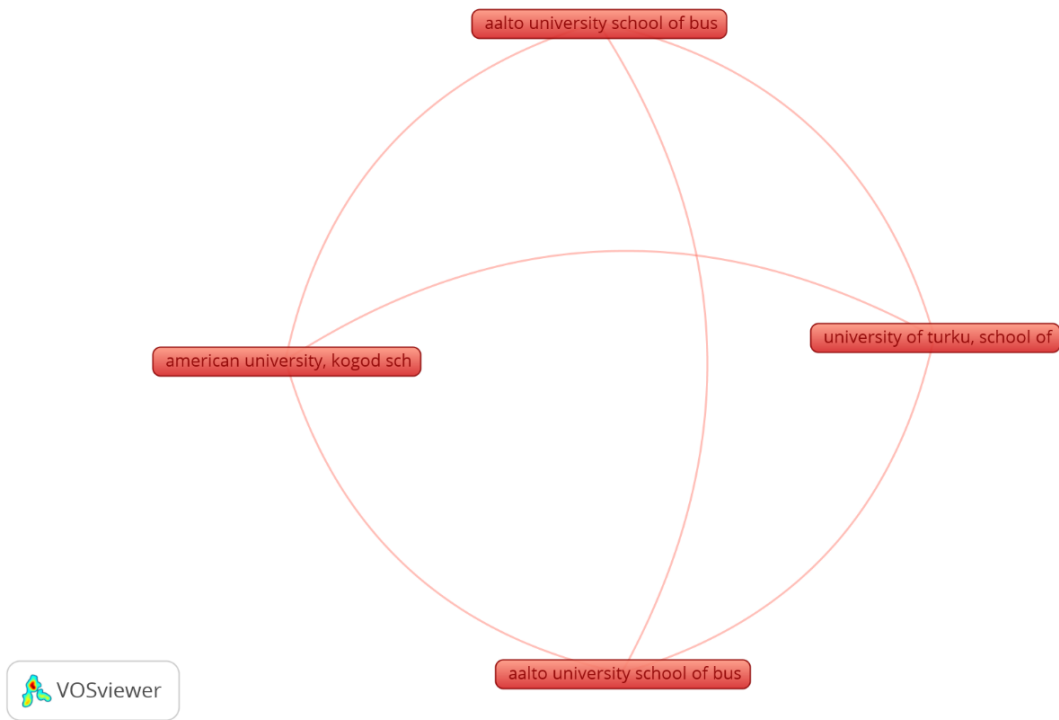 aalto university school of bus
university of turku, school of
american university, kogod sch
aalto university school of bus
VOSviewer